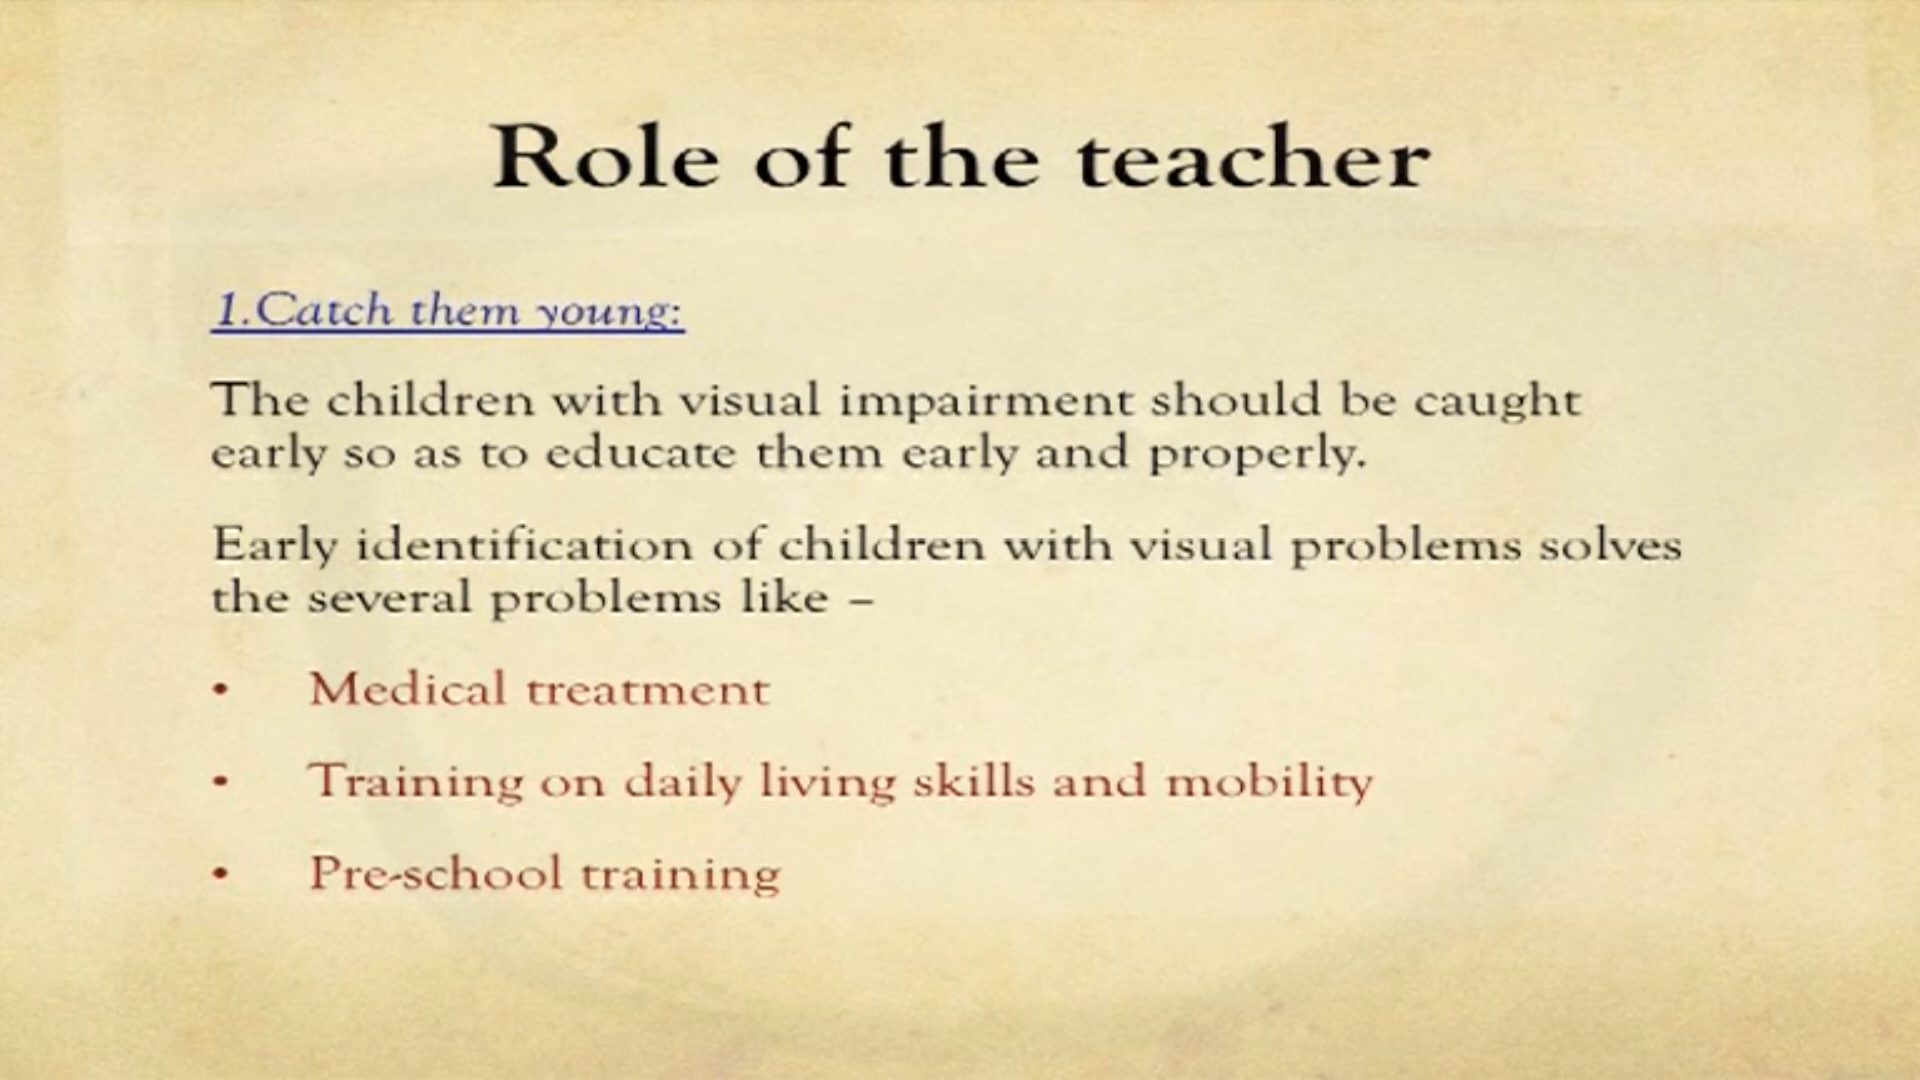 Role of the teacher
1.Catch them young:
The children with visual impairment should be caught
early so as to educate them early and properly.
Early identification of children with visual problems solves
the several problems like –
• Medical treatment
• Training on daily living skills and mobility
• Pre-school training